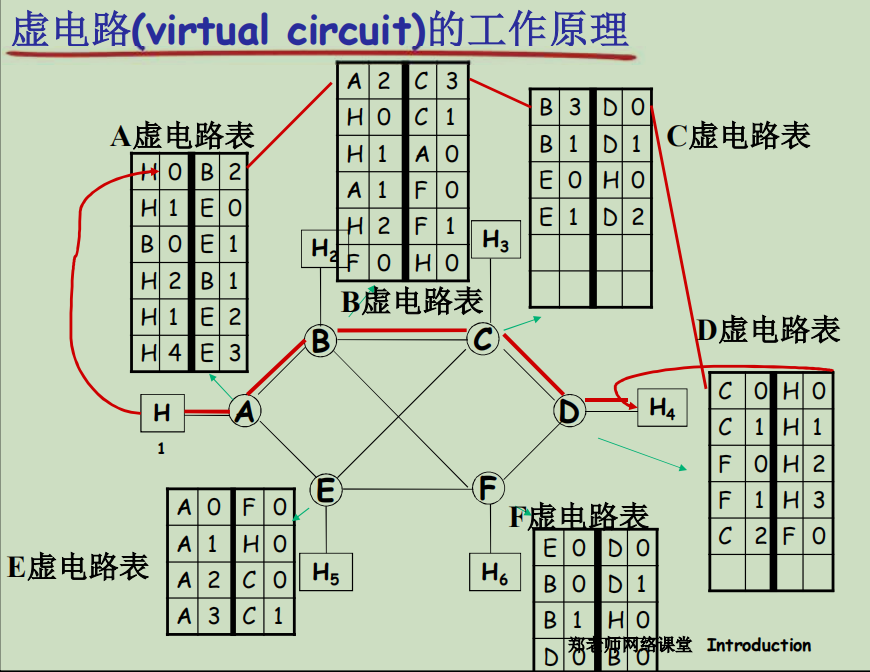 虚电路(virtual circuit)的工作原理
A虚电路表
H 0 B 2
H 1 E 0
B 0 E 1
H 2 B 1
H 1 E 2
H 4 E 3
A 2 C 3
H 0 C 1
H 1 A 0
A 1 F 0
H 2 F 1
F 0 H 0
B虚电路表
B 3 D 0
B 1 D 1
E 0 H 0
E 1 D 2
C虚电路表
H2
H3
B
C
H
1
A
D
H4
E
F
H5
H6
D虚电路表
C 0 H 0
C 1 H 1
F 0 H 2
F 1 H 3
C 2 F 0
E虚电路表
A 0 F 0
A 1 H 0
A 2 C 0
A 3 C 1
F虚电路表
E 0 D 0
B 0 D 1
B 1 H 0
D 0 B 0
郑老师网络课堂 Introduction